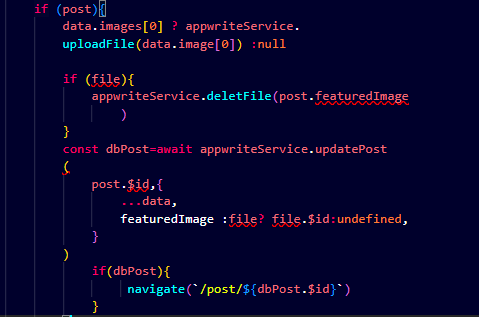 if (post){
data.images[0] ? appwriteService.
uploadFile(data.image[0]) :null
if (file){
appwriteService.deletFile(post.featuredImage
)
}
const dbPost=await appwriteService.updatePost
(
post.$id,{
...data,
featuredImage :file? file.$id:undefined,
}
)
if(dbPost){
navigate(`/post/${dbPost.$id}`)
}